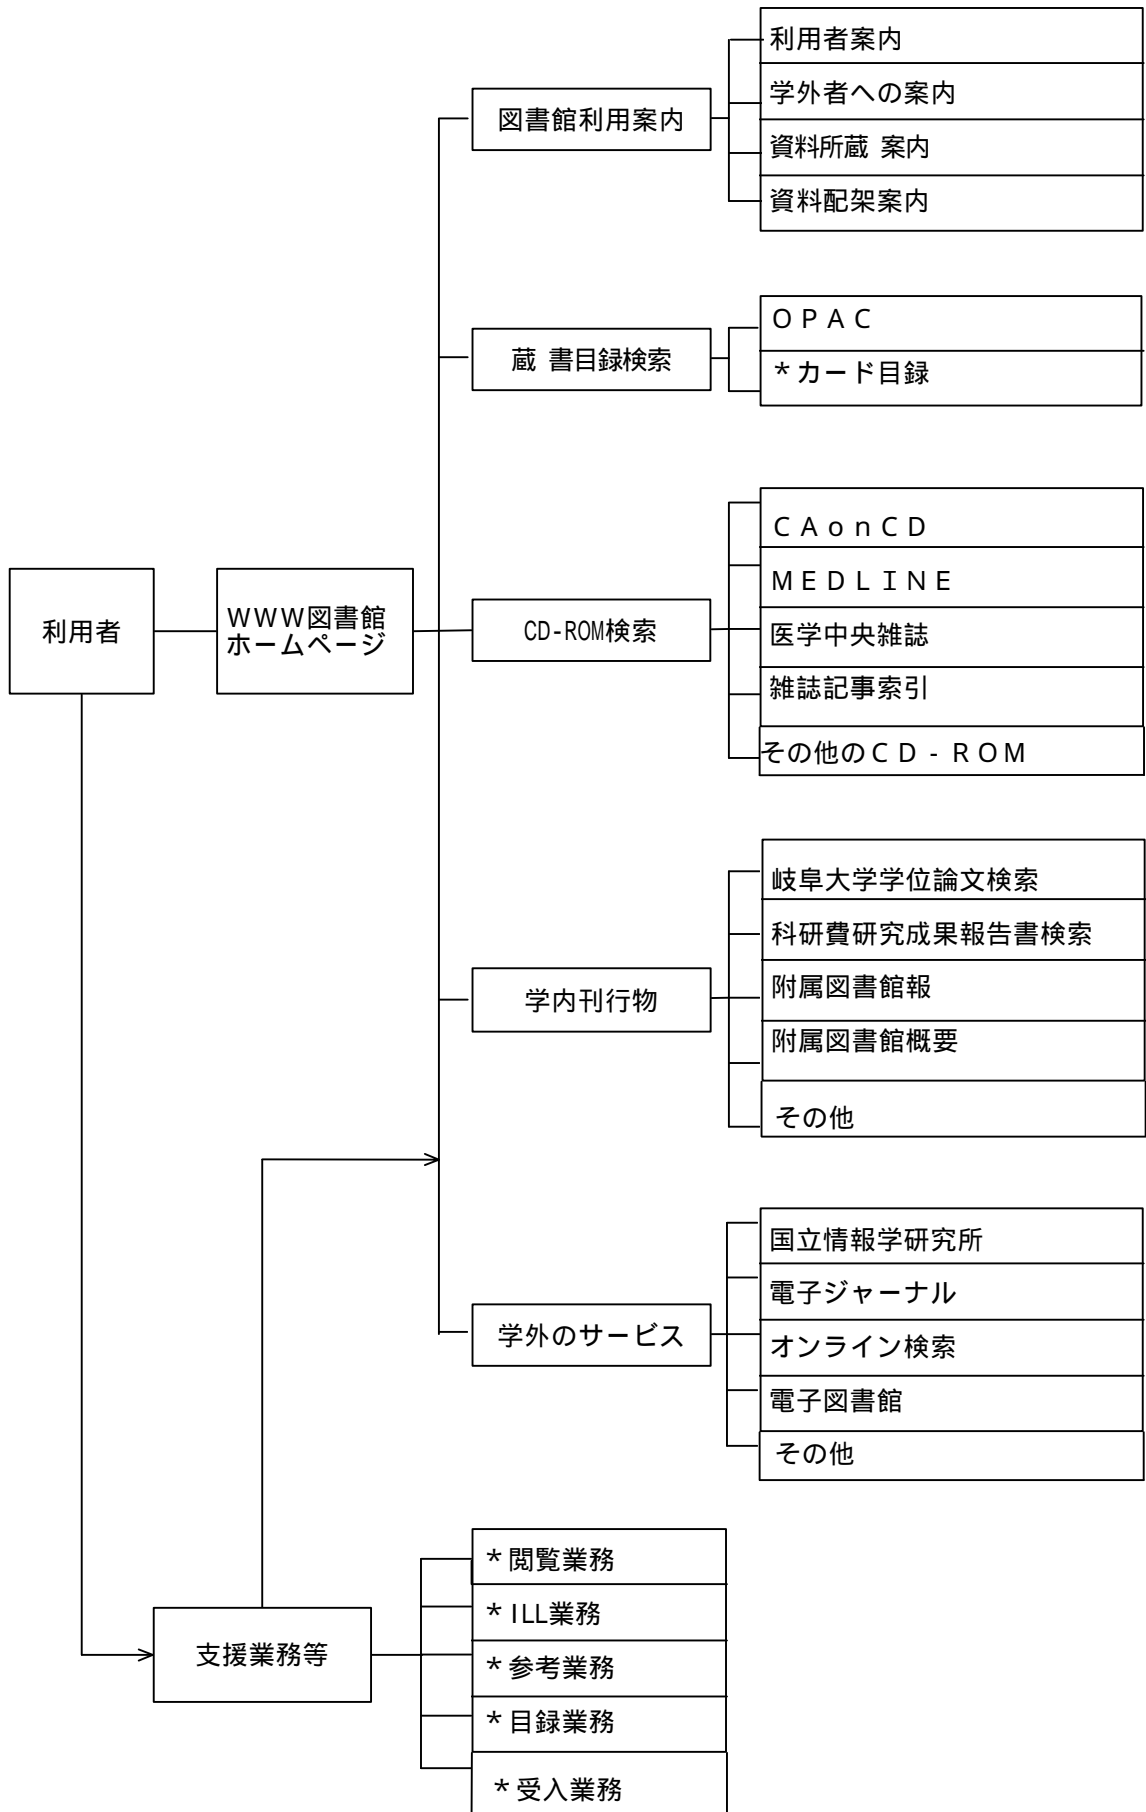 利用者
WWW図書館
ホームページ
図書館利用案内
利用者案内
学外者への案内
資料所蔵 案内
資料配架案内
蔵 書目録検索
ＯＰＡＣ
＊カード目録
CD-ROM検索
ＣＡｏｎＣＤ
ＭＥＤＬＩＮＥ
医学中央雑誌
雑誌記事索引
その他のＣＤ-ＲＯＭ
学内刊行物
岐阜大学学位論文検索
科研費研究成果報告書検索
附属図書館報
附属図書館概要
その他
学外のサービス
国立情報学研究所
電子ジャーナル
オンライン検索
電子図書館
その他
支援業務等
＊閲覧業務
＊ILL業務
＊参考業務
＊目録業務
＊受入業務